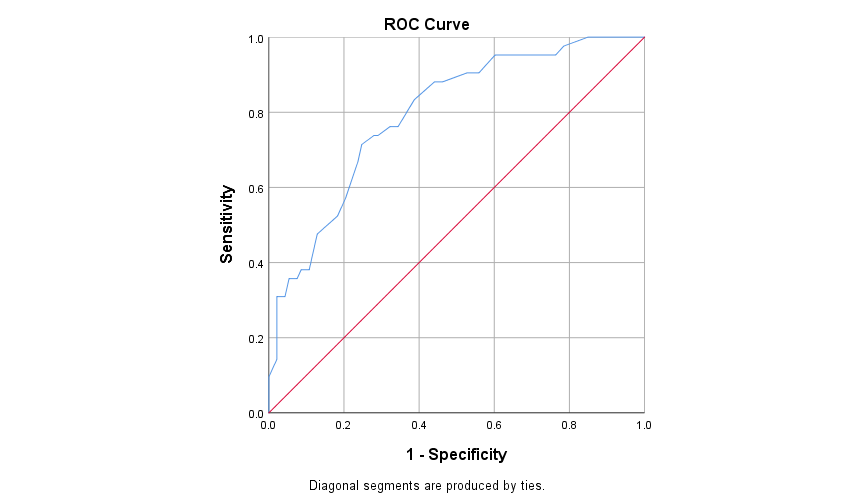 ROC Curve
1.0
0.8
0.6
0.4
0.2
0.0
Sensitivity
0.0 0.2 0.4 0.6 0.8 1.0
1 - Specificity
Diagonal segments are produced by ties.